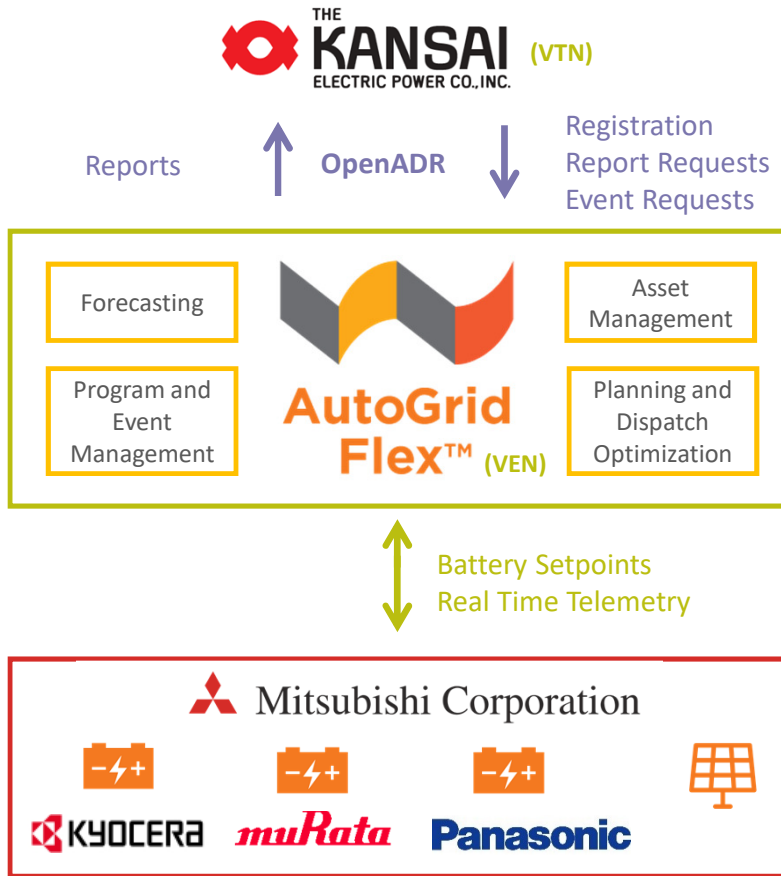 THE
KANSAI
ELECTRIC POWER CO.,INC.
(VTN)
Reports
OpenADR
Registration
Report Requests
Event Requests
Forecasting
Asset
Management
Program and
Event
Management
AutoGrid
Flex™ (VEN)
Planning and
Dispatch
Optimization
Battery Setpoints
Real Time Telemetry
Mitsubishi Corporation
KYOCERa
muRata
Panasonic